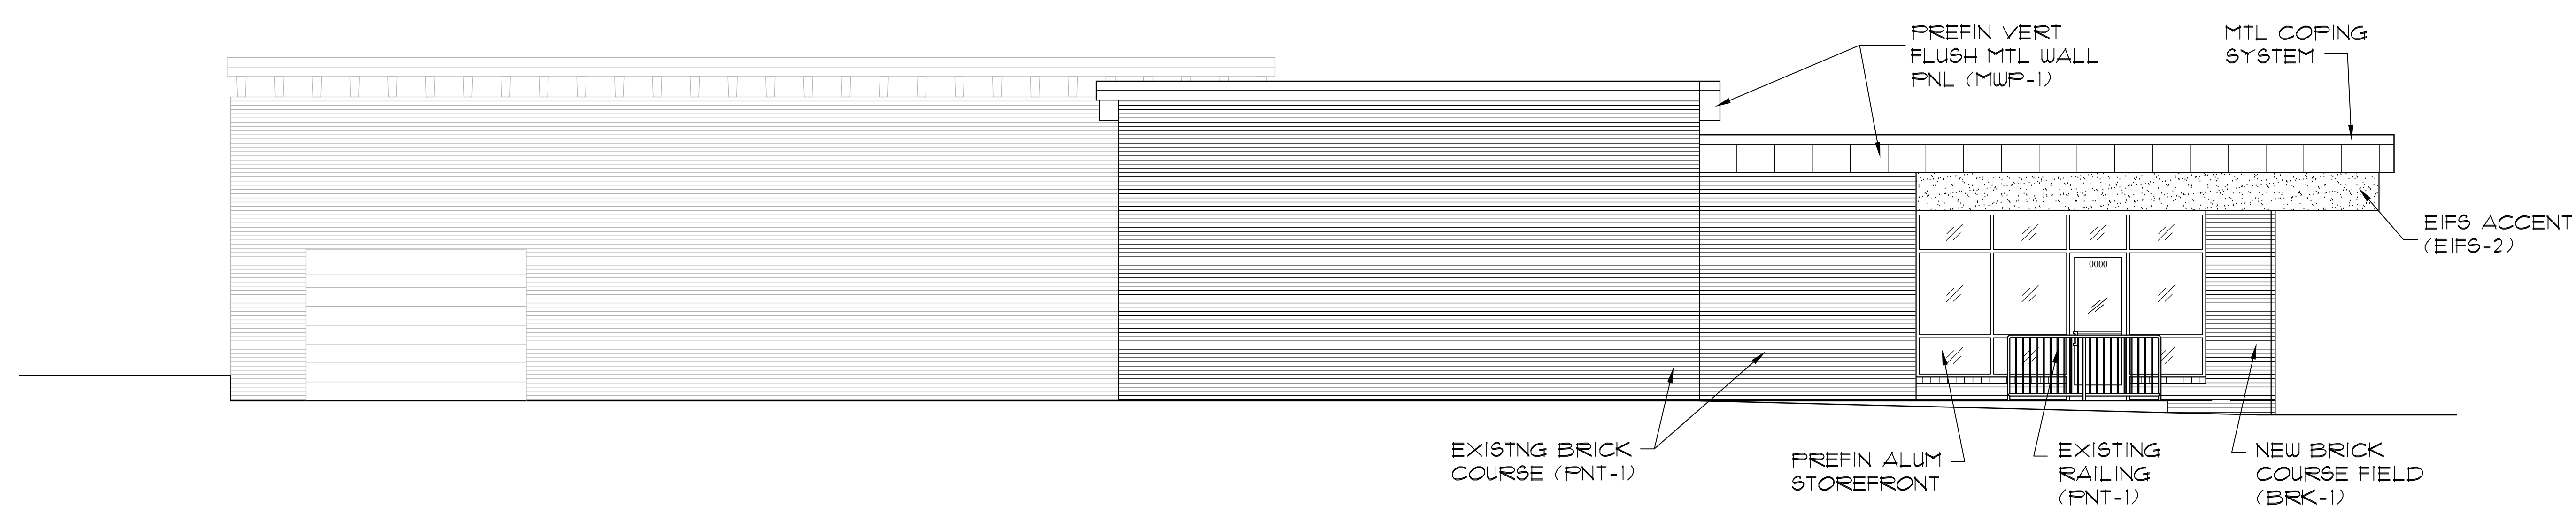 PREFIN VERT
FLUSH MTL WALL
PNL (MWP-1)
MTL COPING
SYSTEM
EIFS ACCENT
(EIFS-2)
0000
EXISTNG BRICK
COURSE (PNT-1)
PREFIN ALUM
STOREFRONT
EXISTING
RAILING
(PNT-1)
NEW BRICK
COURSE FIELD
(BRK-1)